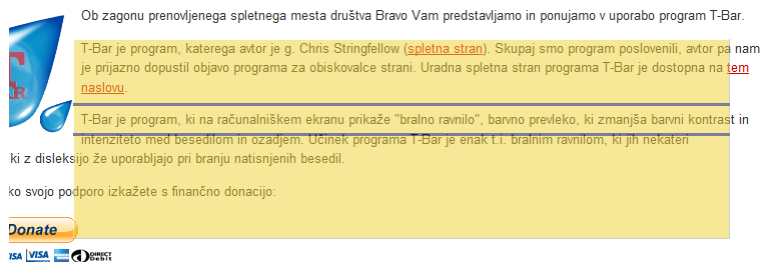 Ob zagonu prenovljenega spletnega mesta društva Bravo Vam predstavljamo in ponujamo v uporabo program T-Bar.
T-Bar je program, katerega avtor je g. Chris Stringfellow (spletna stran). Skupaj smo program poslovenili, avtor pa nam
je prijazno dopustil objavo programa za obiskovalce strani. Uradna spletna stran programa T-Bar je dostopna na tem
naslovu.
T-Bar je program, ki na računalniškem ekranu prikaže "bralno ravnilo", barvno prevleko, ki zmanjša barvni kontrast in
intenziteto med besedilom in ozadjem. Učinek programa T-Bar je enak t.i. bralnim ravnilom, ki jih nekateri
ki z disleksijo že uporabljajo pri branju natisnjenih besedil.
ko svojo podporo izkažete s finančno donacijo:
Donate
VISA DIRECT Debit